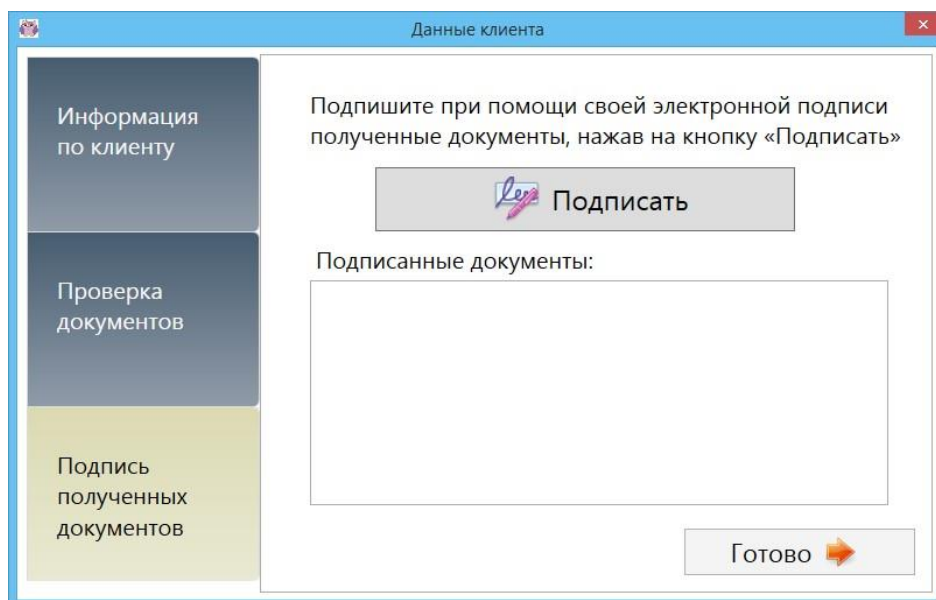 Данные клиента
Информация
по клиенту
Проверка
документов
Подпись
полученных
документов
Подпишите при помощи своей электронной подписи
полученные документы, нажав на кнопку «Подписать»
Подписать
Подписанные документы:
Готово